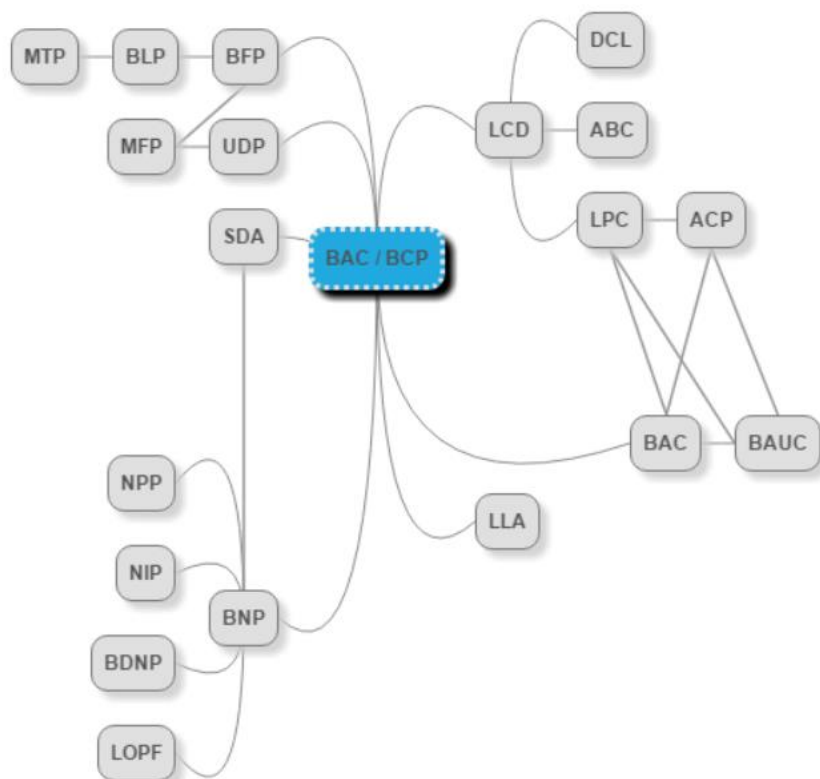 MTP
BLP
BFP
MFP
UDP
SDA
BAC / BCP
LCD
DCL
ABC
LPC
ACP
BAC
BAUC
LLA
NPP
NIP
BNP
BDNP
LOPF